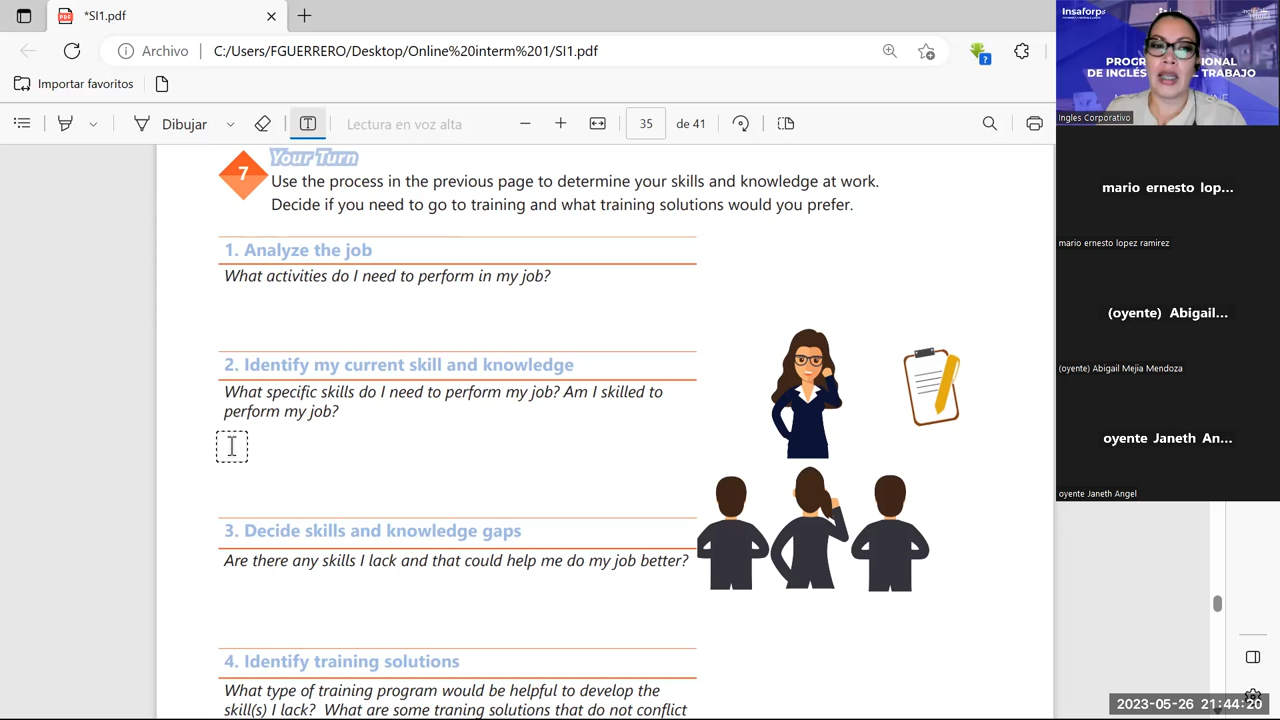 *SI1.pdf
Archivo
C:/Users/FGUERRERO/Desktop/Online%20interm%201/SI1.pdf
Importar favoritos
Dibujar
Lectura en voz alta
35
de 41
7
Your Turn
Use the process in the previous page to determine your skills and knowledge at work.
Decide if you need to go to training and what training solutions would you prefer.
1. Analyze the job
What activities do I need to perform in my job?
2. Identify my current skill and knowledge
What specific skills do I need to perform my job? Am I skilled to
perform my job?
3. Decide skills and knowledge gaps
Are there any skills I lack and that could help me do my job better?
4. Identify training solutions
What type of training program would be helpful to develop the
skill(s) I lack? What are some traning solutions that do not conflict
Insaforp
PROG IONAL
DE INGLÉS L TRABAJO
Ingles Corporativo
mario ernesto lop...
mario ernesto lopez ramirez
(oyente) Abigail...
(oyente) Abigail Mejia Mendoza
oyente Janeth An...
oyente Janeth Angel
2023-05-26 21:44:20